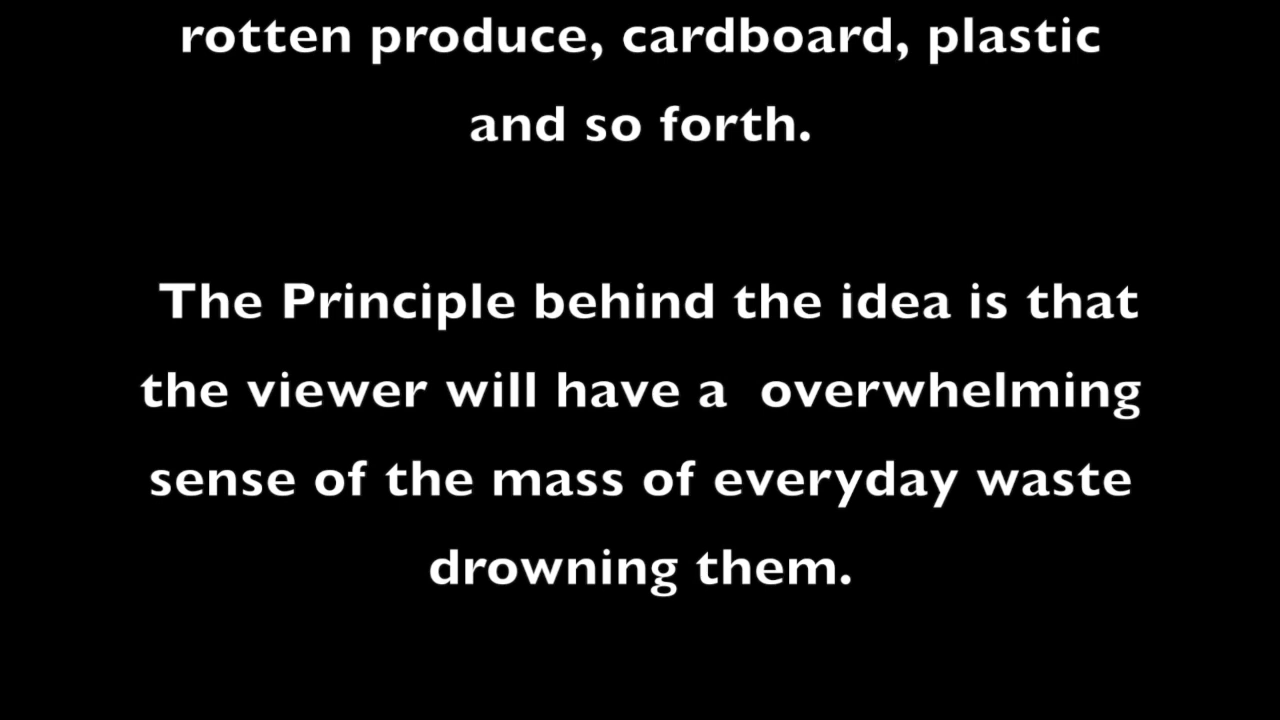 rotten produce, cardboard, plastic
and so forth.
The Principle behind the idea is that
the viewer will have a  overwhelming
sense of the mass of everyday waste
drowning them.